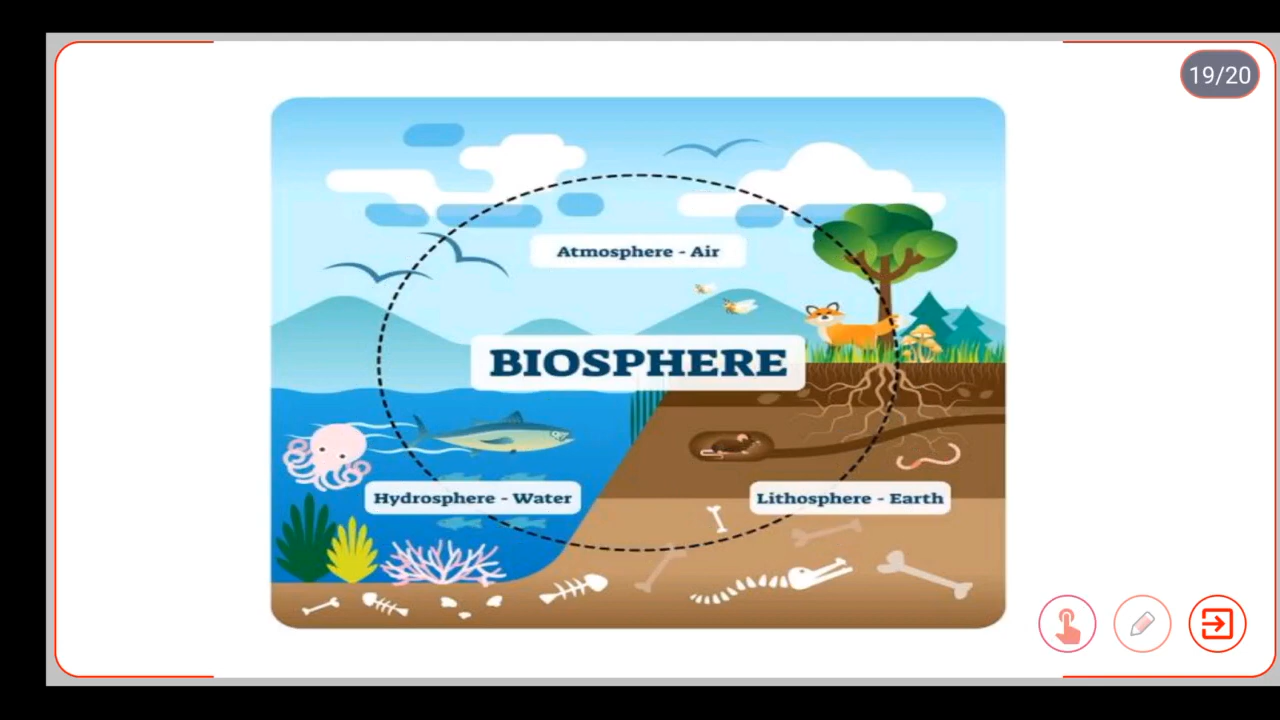 19/20
Atmosphere - Air
BIOSPHERE
Hydrosphere - Water
Lithosphere - Earth